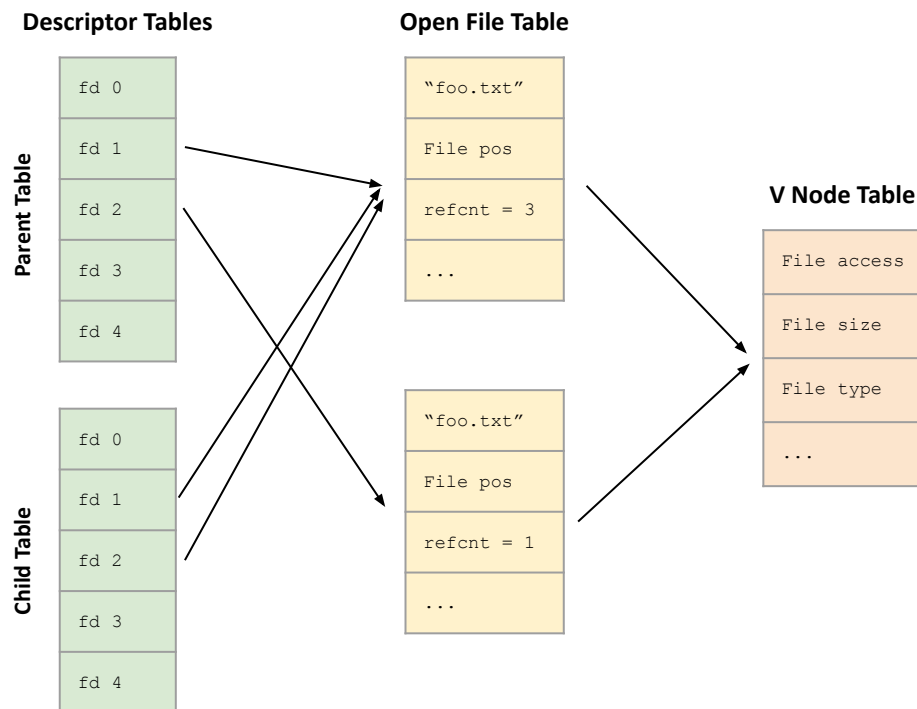 Descriptor Tables
Parent Table
fd 0
fd 1
fd 2
fd 3
fd 4
Child Table
fd 0
fd 1
fd 2
fd 3
fd 4
Open File Table
“foo.txt”
File pos
refcnt = 3
...
“foo.txt”
File pos
refcnt = 1
...
V Node Table
File access
File size
File type
...